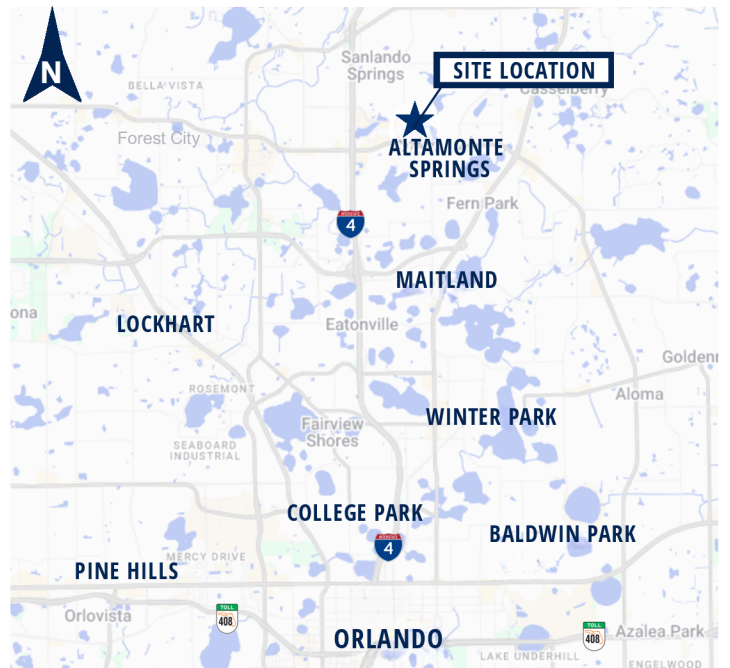 N
Sanlando
Springs
SITE LOCATION
Casselberry
BELLA VISTA
Forest City
ALTAMONTE
SPRINGS
Fern Park
INTERSTATE
4
MAITLAND
ona
LOCKHART
Eatonville
Goldenr
ROSEMONT
Aloma
WINTER PARK
Fairview
Shores
SEABOARD
INDUSTRIAL
COLLEGE PARK
BALDWIN PARK
INTERSTATE
4
MERCY DRIVE
PINE HILLS
Orlovista
TOLL
408
ORLANDO
TOLL
408
Azalea Park
LAKE UNDERHILL
ENGELWOOD